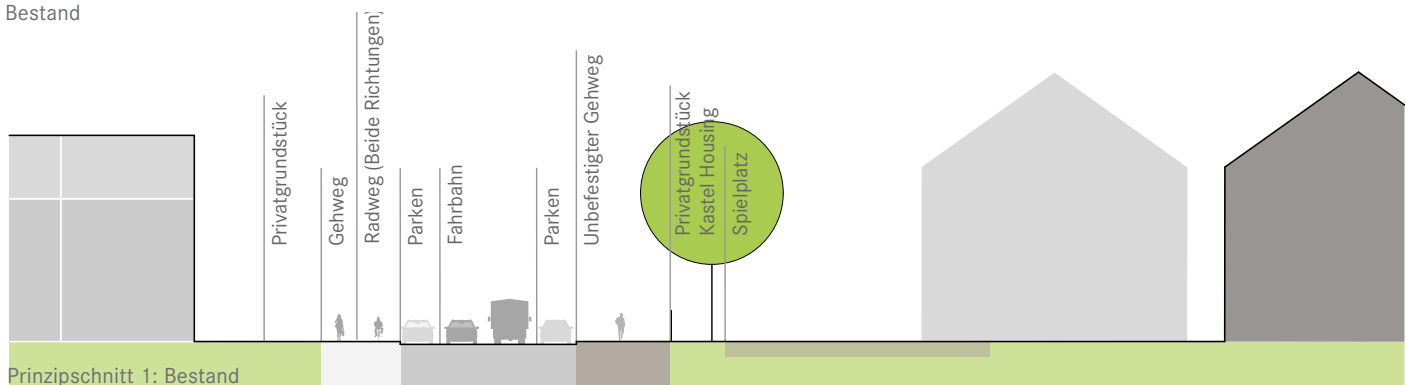 Bestand
Privatgrundstück
Gehweg
Radweg (Beide Richtungen)
Parken
Fahrbahn
Parken
Unbefestigter Gehweg
Privatgrundstück
Kastel Housing
Spielplatz
Prinzipschnitt 1: Bestand